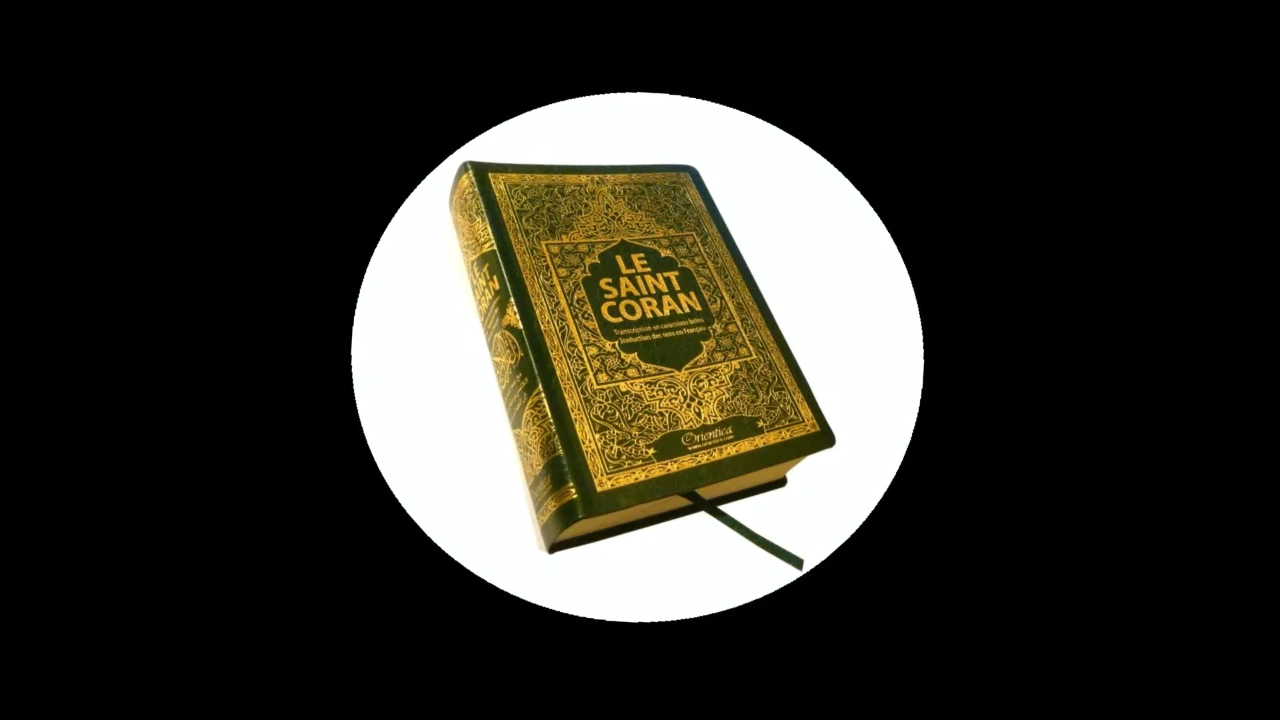 LE
SAINT
CORAN
Transcription en caractères latins
Traduction des sens en Français
Orientica